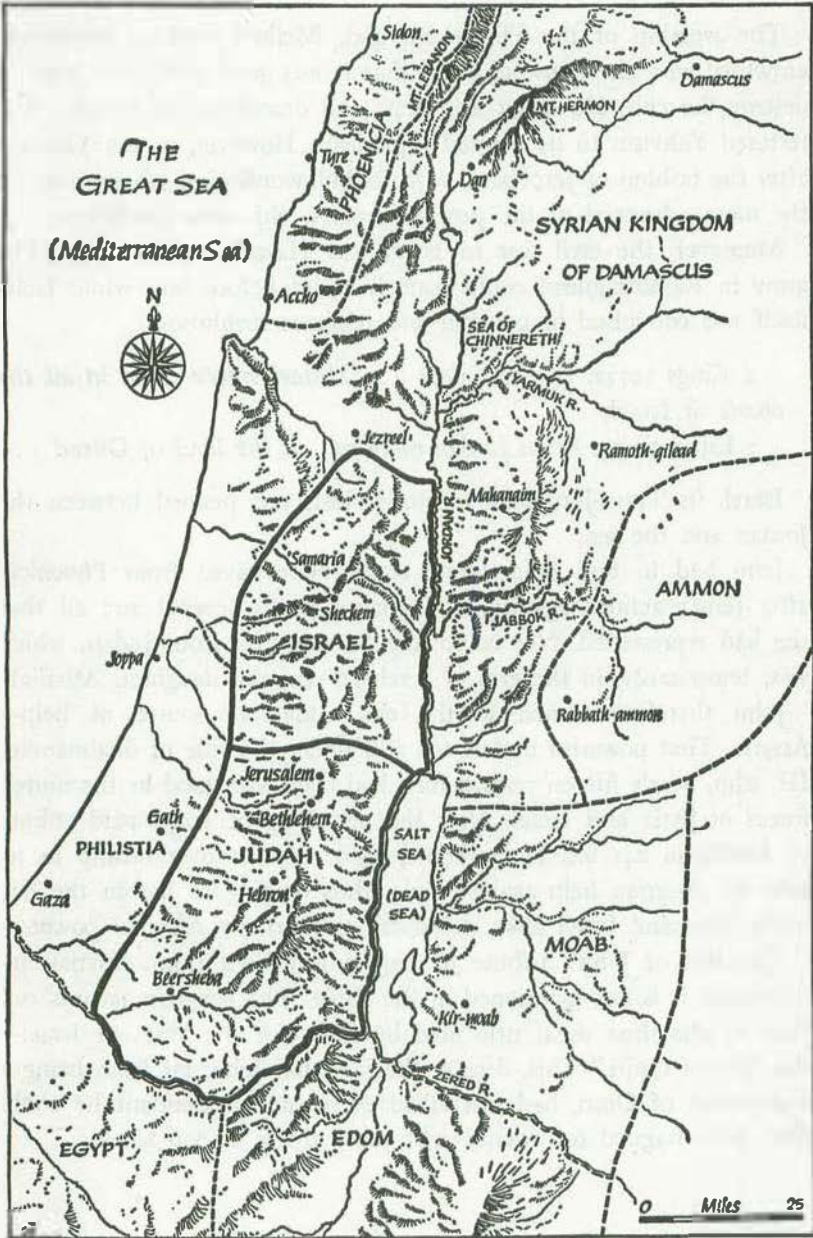 Sidon
Damascus
MT. LEBANON
MT. HERMON
THE
GREAT SEA
(Mediterranean Sea)
Tyre
PHOENICIA
Dan
SYRIAN KINGDOM
OF DAMASCUS
N
Accho
SEA OF
CHINNERETH
YARMUK R.
Jezreel
Ramoth-gilead
Mahanaim
JORDAN R.
Samaria
Shechem
AMMON
JABBOK R.
ISRAEL
Joppa
Rabbath-ammon
Jerusalem
Bethlehem
Gath
SALT
SEA
PHILISTIA
JUDAH
(DEAD
SEA)
Gaza
Hebron
MOAB
Beersheba
Kir-moab
ZERED R.
EGYPT
EDOM
0 Miles 25